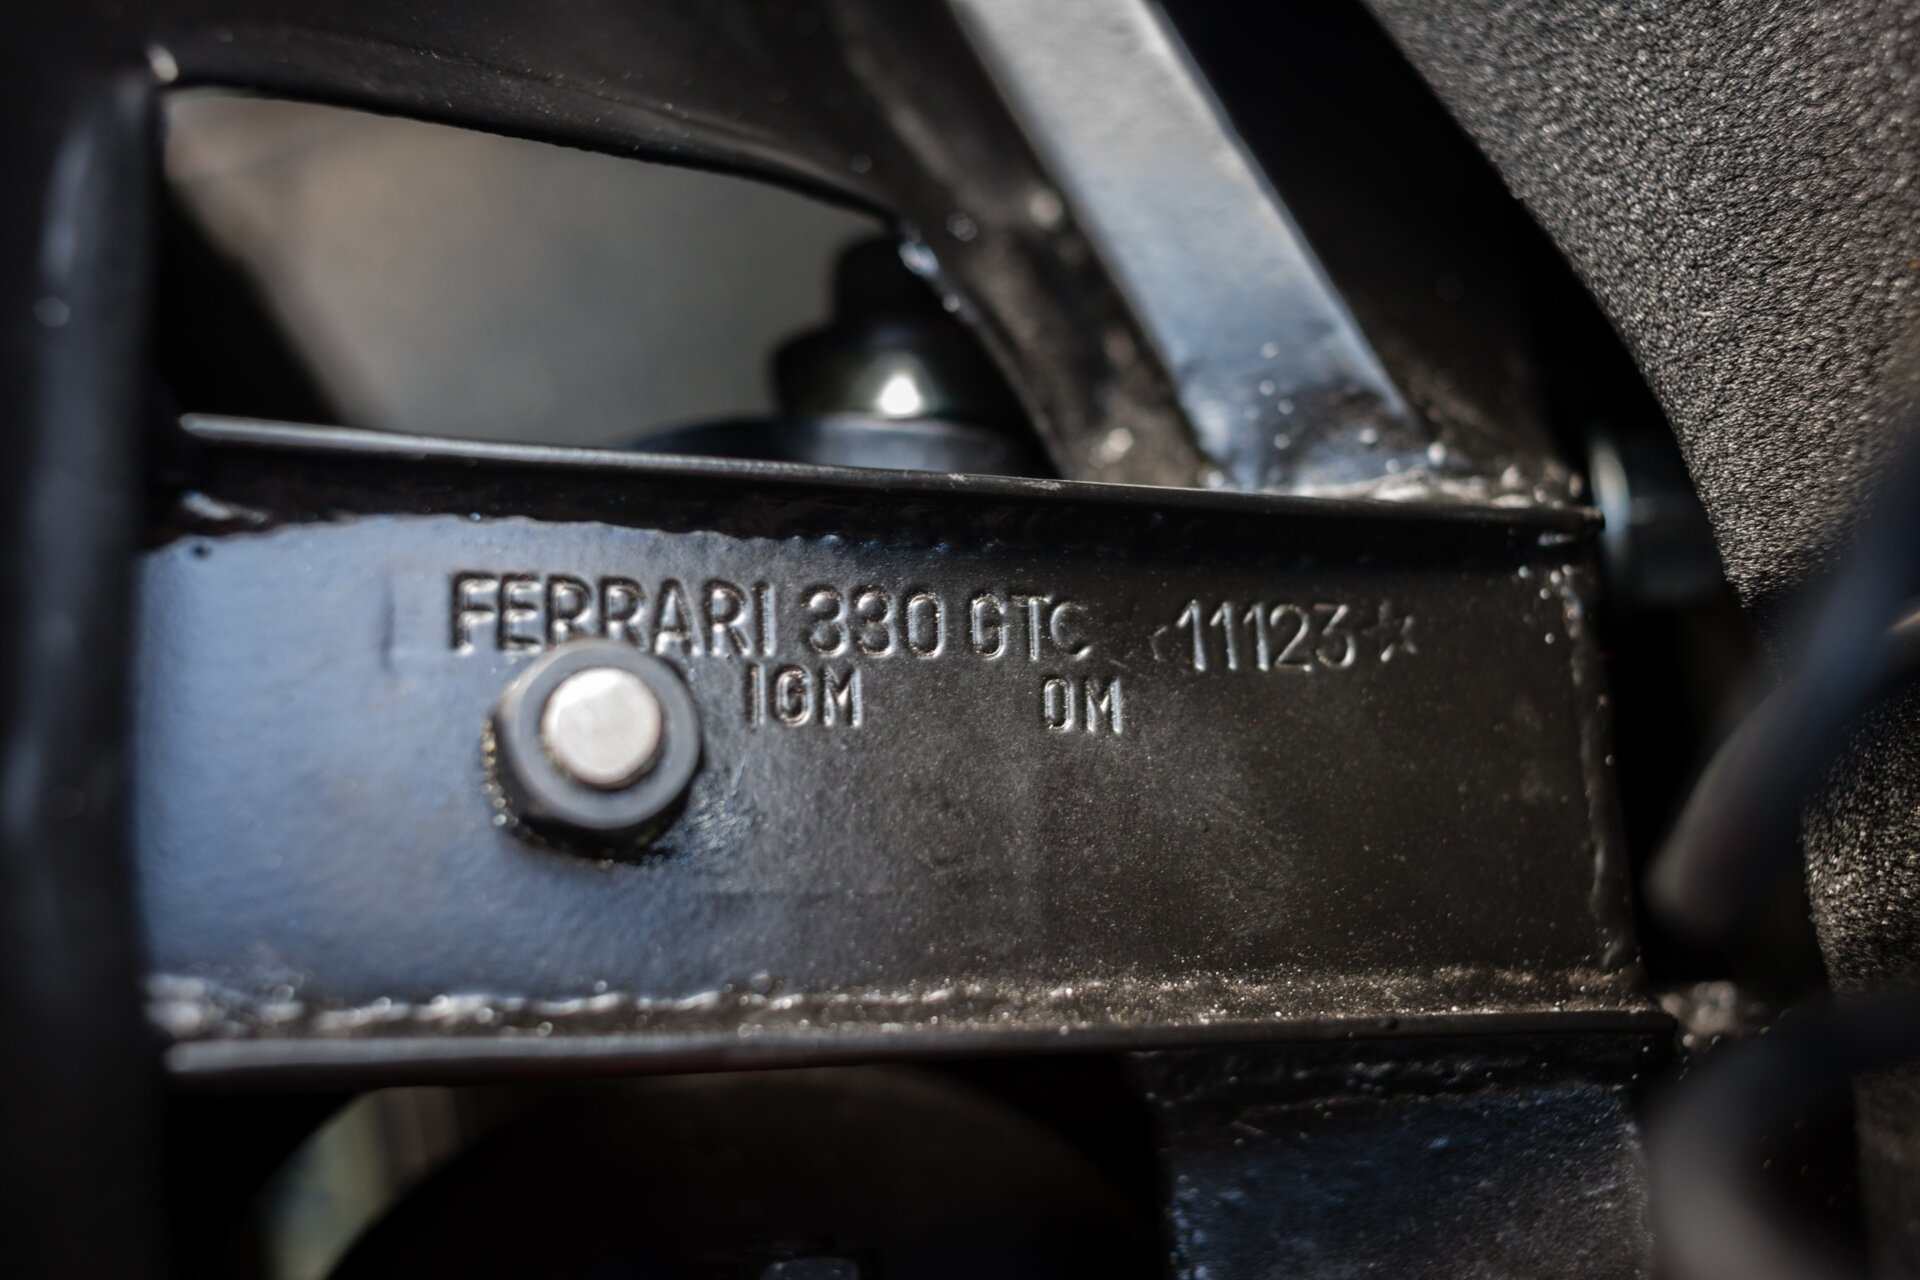 FERRARI 330 GTC ☆11123☆
IGM OM